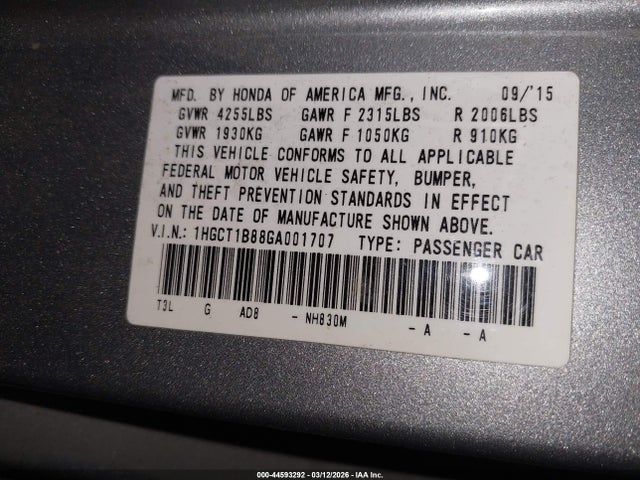 MFD. BY HONDA OF AMERICA MFG., INC. 09/'15
GVWR 4255LBS GAWR F 2315LBS R 2006LBS
GVWR 1930KG GAWR F 1050KG R 910KG
THIS VEHICLE CONFORMS TO ALL APPLICABLE
FEDERAL MOTOR VEHICLE SAFETY, BUMPER,
AND THEFT PREVENTION STANDARDS IN EFFECT
ON THE DATE OF MANUFACTURE SHOWN ABOVE.
V.I.N.: 1HGCT1B88GA001707 TYPE: PASSENGER CAR
T3L G AD8 - NH830M - A - A
000-44593292 - 03/12/2026 - IAA Inc.